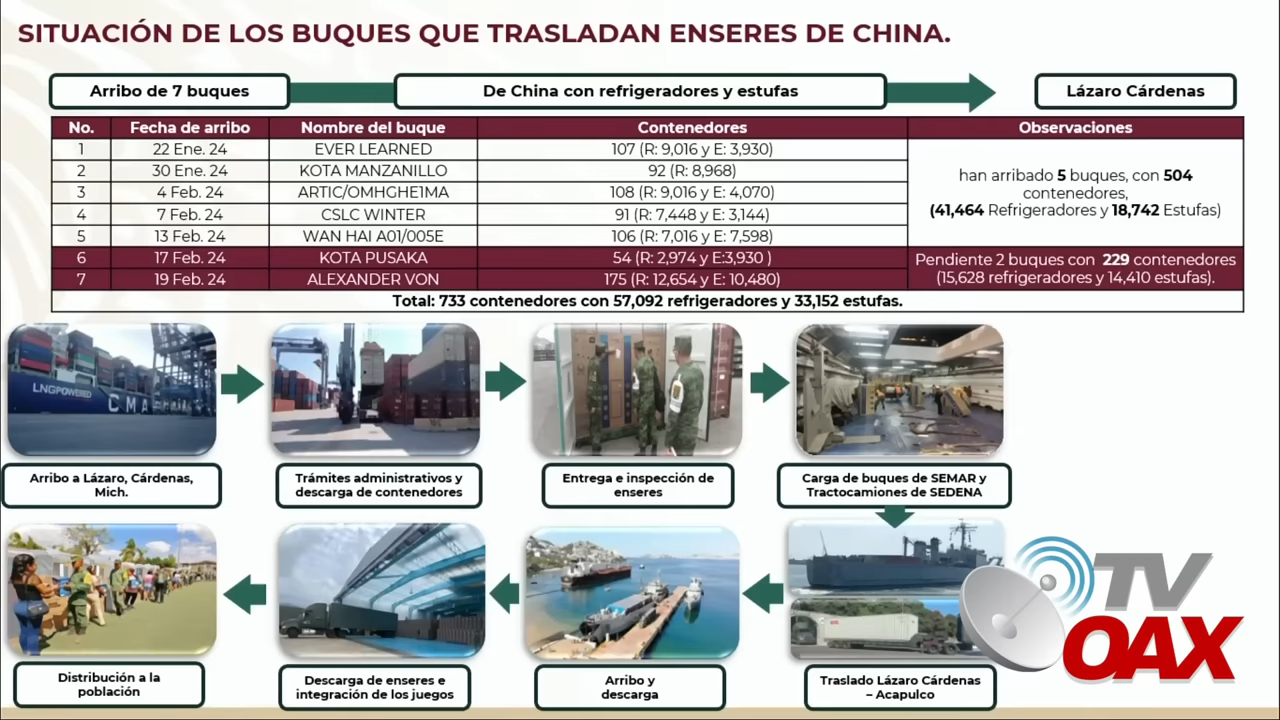 SITUACIÓN DE LOS BUQUES QUE TRASLADAN ENSERES DE CHINA.
Arribo de 7 buques
De China con refrigeradores y estufas
Lázaro Cárdenas
No. Fecha de arribo Nombre del buque Contenedores Observaciones
1 22 Ene. 24 EVER LEARNED 107 (R: 9,016 y E: 3,930)
2 30 Ene. 24 KOTA MANZANILLO 92 (R: 8,968)
3 4 Feb. 24 ARTIC/OMHGHE1MA 108 (R: 9,016 y E: 4,070)
4 7 Feb. 24 CSLC WINTER 91 (R: 7,448 y E: 3,144)
5 13 Feb. 24 WAN HAI A01/005E 106 (R: 7,016 y E: 7,598)
han arribado 5 buques, con 504
contenedores,
(41,464 Refrigeradores y 18,742 Estufas)
6 17 Feb. 24 KOTA PUSAKA 54 (R: 2,974 y E:3,930 )
7 19 Feb. 24 ALEXANDER VON 175 (R: 12,654 y E: 10,480)
Pendiente 2 buques con 229 contenedores
(15,628 refrigeradores y 14,410 estufas).
Total: 733 contenedores con 57,092 refrigeradores y 33,152 estufas.
LNGPOWERED
CMA
Arribo a Lázaro, Cárdenas,
Mich.
Trámites administrativos y
descarga de contenedores
Entrega e inspección de
enseres
Carga de buques de SEMAR y
Tractocamiones de SEDENA
Distribución a la
población
Descarga de enseres e
integración de los juegos
Arribo y
descarga
Traslado Lázaro Cárdenas
– Acapulco
TV
OAX